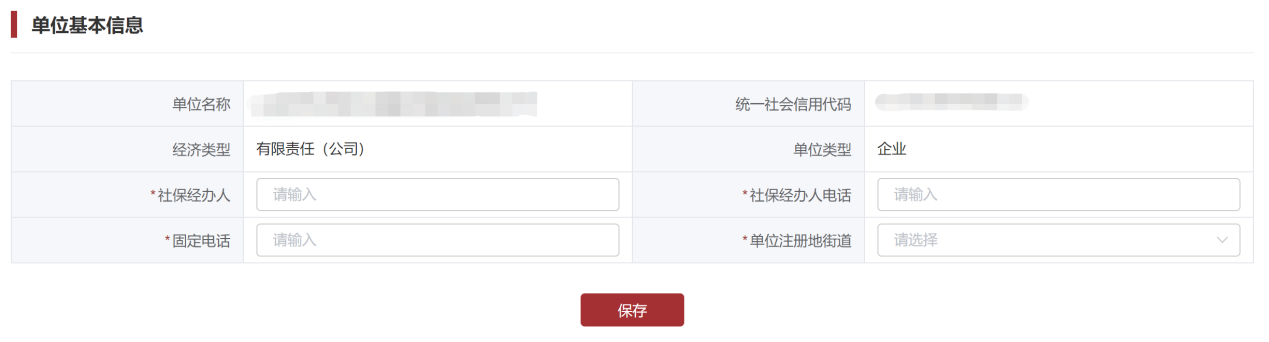 单位基本信息
单位名称
统一社会信用代码
经济类型 有限责任（公司）
单位类型 企业
*社保经办人 请输入
*社保经办人电话 请输入
*固定电话 请输入
*单位注册地街道 请选择
保存